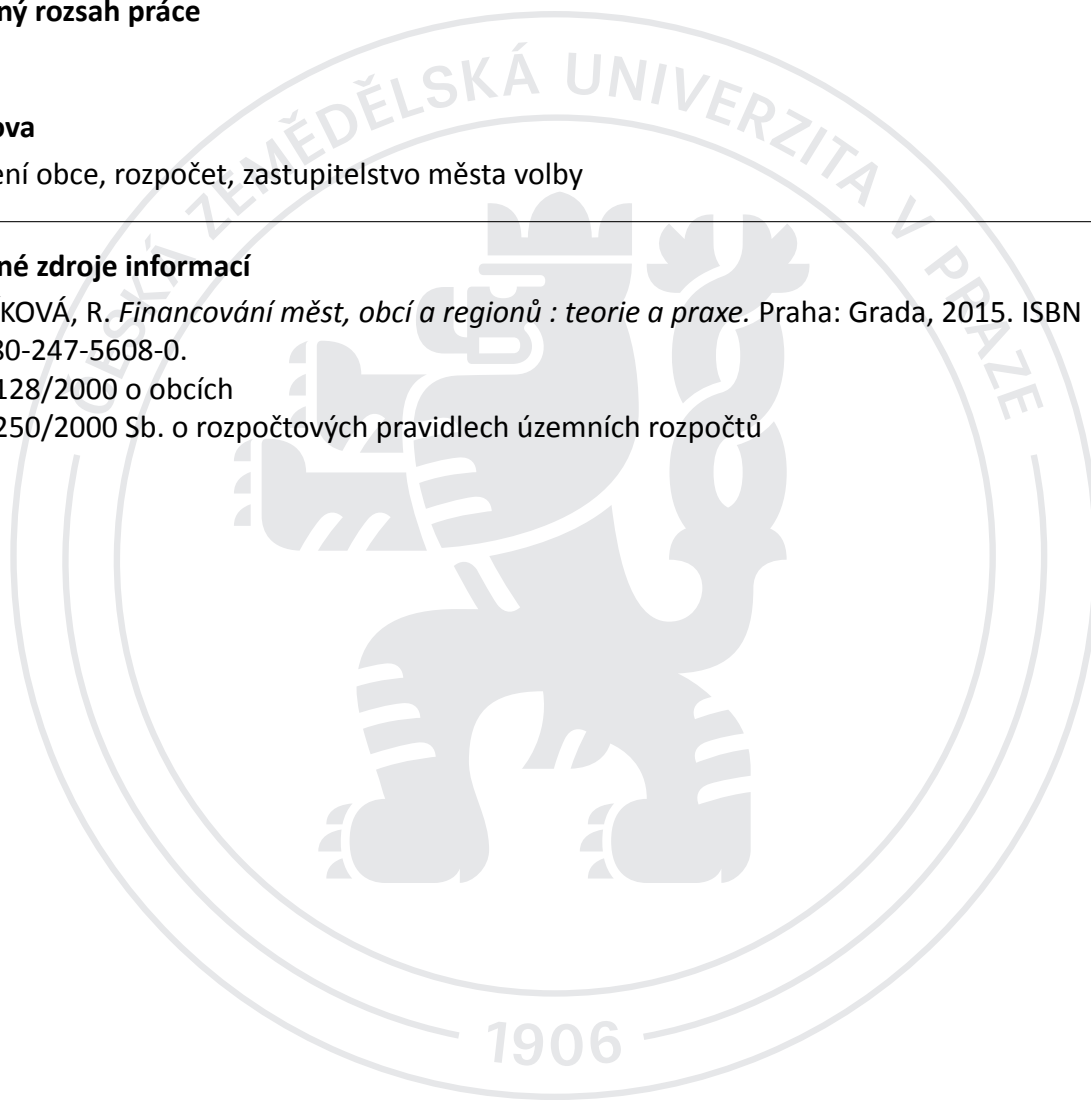 ný rozsah práce
ova
ení obce, rozpočet, zastupitelstvo města volby
né zdroje informací
KOVÁ, R. Financování měst, obcí a regionů : teorie a praxe. Praha: Grada, 2015. ISBN
80-247-5608-0.
128/2000 o obcích
250/2000 Sb. o rozpočtových pravidlech územních rozpočtů
ČESKÁ ZEMĚDĚLSKÁ UNIVERZITA V PRAZE
1906